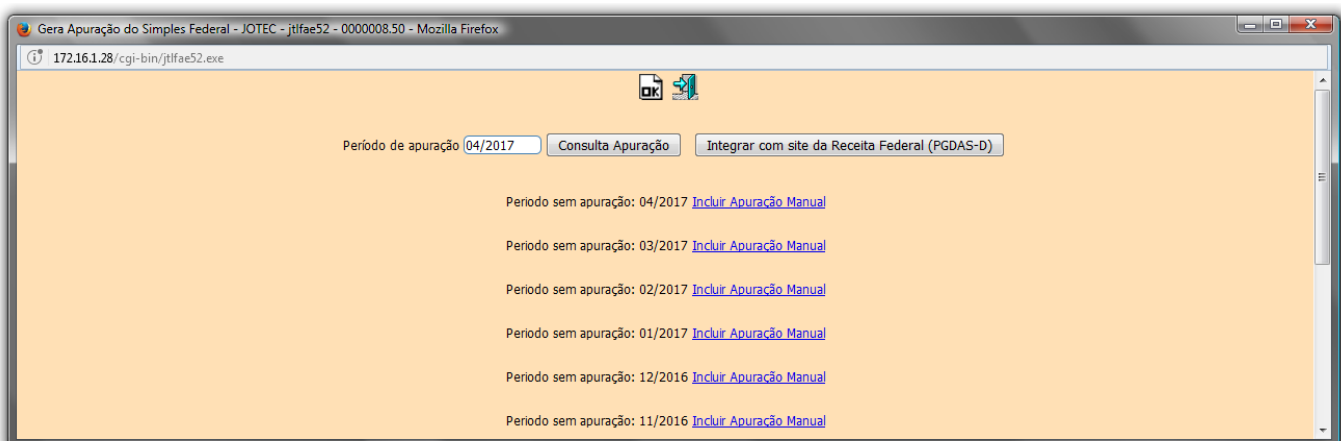 Gera Apuração do Simples Federal - JOTEC - jtlfae52 - 0000008.50 - Mozilla Firefox
172.16.1.28/cgi-bin/jtlfae52.exe
OK
Período de apuração 04/2017 Consulta Apuração Integrar com site da Receita Federal (PGDAS-D)
Periodo sem apuração: 04/2017 Incluir Apuração Manual
Periodo sem apuração: 03/2017 Incluir Apuração Manual
Periodo sem apuração: 02/2017 Incluir Apuração Manual
Periodo sem apuração: 01/2017 Incluir Apuração Manual
Periodo sem apuração: 12/2016 Incluir Apuração Manual
Periodo sem apuração: 11/2016 Incluir Apuração Manual